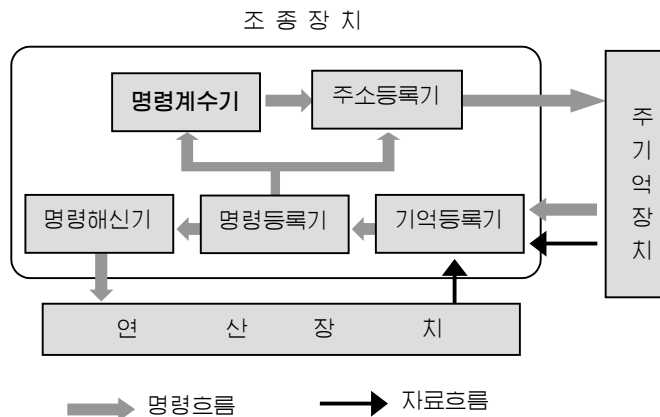 조 종 장 치
명령계수기
주소등록기
주기억장치
명령해신기
명령등록기
기억등록기
연 산 장 치
명령흐름
자료흐름